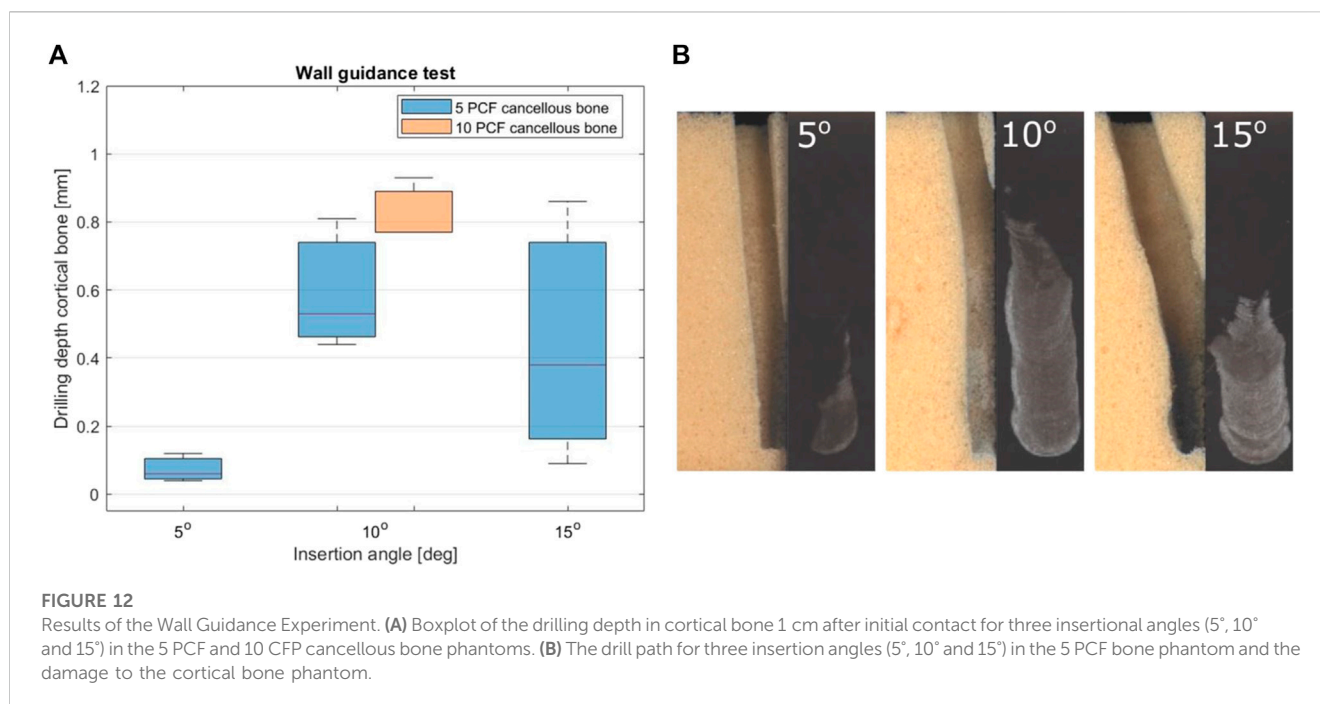 A
B
Wall guidance test
1.2
1
0.8
0.6
0.4
0.2
0
Drilling depth cortical bone [mm]
5 PCF cancellous bone
10 PCF cancellous bone
5°
10°
15°
Insertion angle [deg]
5°
10°
15°
FIGURE 12
Results of the Wall Guidance Experiment. (A) Boxplot of the drilling depth in cortical bone 1 cm after initial contact for three insertional angles (5°, 10°
and 15°) in the 5 PCF and 10 CFP cancellous bone phantoms. (B) The drill path for three insertion angles (5°, 10° and 15°) in the 5 PCF bone phantom and the
damage to the cortical bone phantom.